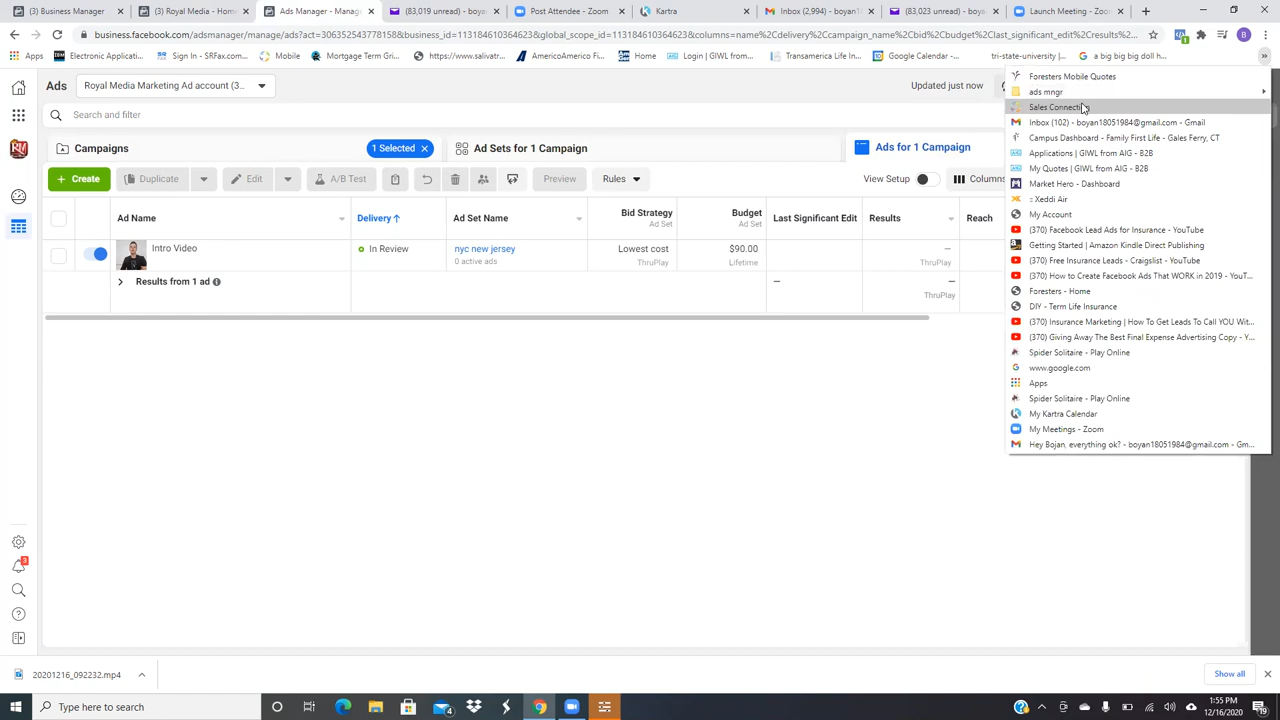 (3) Business Manager
(3) Royal Media - Home
Ads Manager - Manage
(83,019 unread) - boyan
Post Attendee - Zoom
Kartra
Inbox (2,994) - boyan1
(83,023 unread) - boyan
Launch Meeting - Zoom
business.facebook.com/adsmanager/manage/ads?act=306352543778158&business_id=113184610364623&global_scope_id=113184610364623&columns=name%2Cdelivery%2Ccampaign_name%2Cbid%2Cbudget%2Clast_significant_edit%2Cresults%...
Apps
Electronic Applicatio...
Sign In - SRFax.com
Mobile
Mortgage Term Gri...
https://www.salivatr...
AmericoAmerico Fi...
Home
Login | GIWL from...
Transamerica Life In...
Google Calendar -...
tri-state-university |...
a big big big doll h...
Ads
Royal Media Marketing Ad account (3...
Updated just now
Search and filter
Campaigns
1 Selected
Ad Sets for 1 Campaign
Ads for 1 Campaign
+ Create
Duplicate
Edit
A/B Test
Preview
Rules
View Setup
Columns
Ad Name
Delivery
Ad Set Name
Bid Strategy
Ad Set
Budget
Ad Set
Last Significant Edit
Results
Reach
Intro Video
In Review
nyc new jersey
0 active ads
Lowest cost
ThruPlay
$90.00
Lifetime
—
ThruPlay
Results from 1 ad
—
—
ThruPlay
Foresters Mobile Quotes
ads mngr
Sales Connectio
Inbox (102) - boyan18051984@gmail.com - Gmail
Campus Dashboard - Family First Life - Gales Ferry, CT
Applications | GIWL from AIG - B2B
My Quotes | GIWL from AIG - B2B
Market Hero - Dashboard
:: Xeddi Air
My Account
(370) Facebook Lead Ads for Insurance - YouTube
Getting Started | Amazon Kindle Direct Publishing
(370) Free Insurance Leads - Craigslist - YouTube
(370) How to Create Facebook Ads That WORK in 2019 - YouT...
Foresters - Home
DIY - Term Life Insurance
(370) Insurance Marketing | How To Get Leads To Call YOU Wit...
(370) Giving Away The Best Final Expense Advertising Copy - Y...
Spider Solitaire - Play Online
www.google.com
Apps
Spider Solitaire - Play Online
My Kartra Calendar
My Meetings - Zoom
Hey Bojan, everything ok? - boyan18051984@gmail.com - Gm...
20201216_092232.mp4
Show all
Type here to search
1:55 PM
12/16/2020